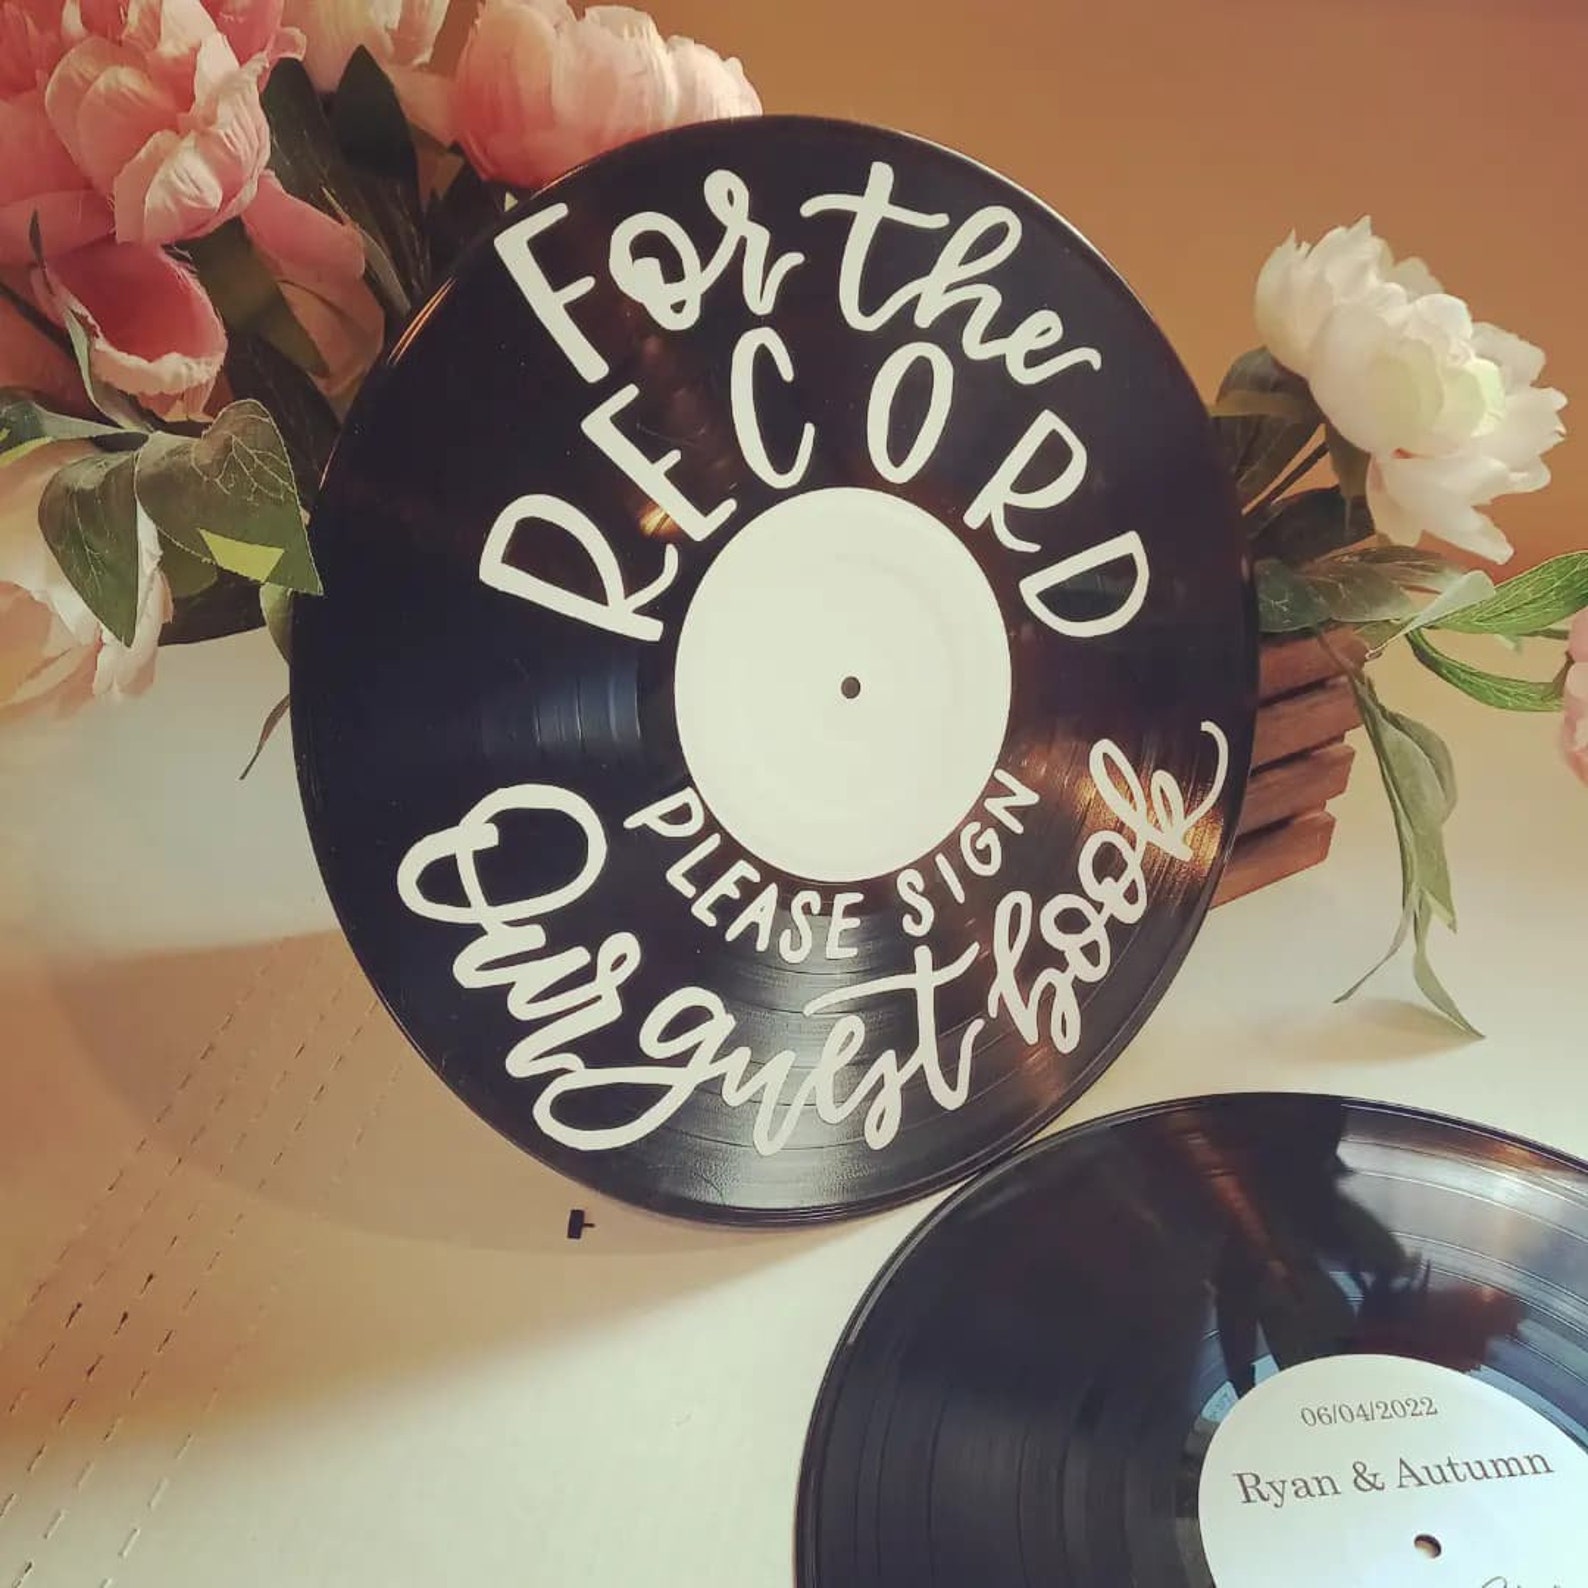 For the
RECORD
PLEASE SIGN
Our guest book
06/04/2022
Ryan & Autumn